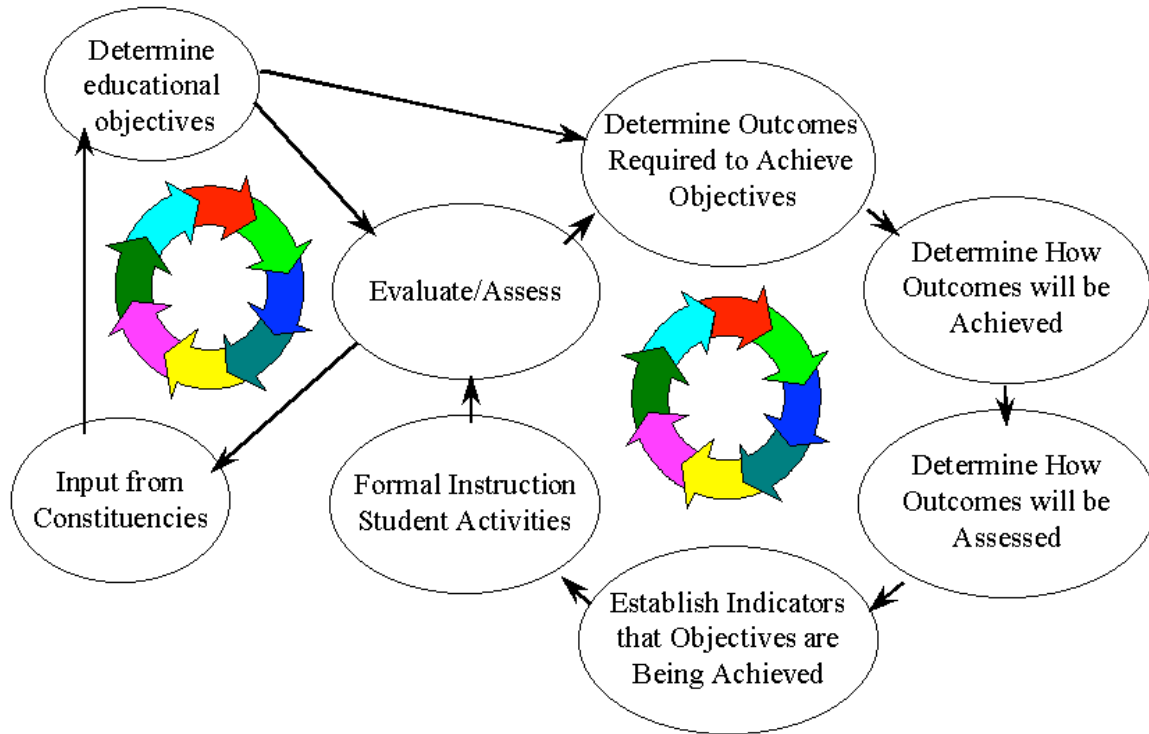 Determine
educational
objectives
Determine Outcomes
Required to Achieve
Objectives
Evaluate/Assess
Determine How
Outcomes will be
Achieved
Input from
Constituencies
Formal Instruction
Student Activities
Determine How
Outcomes will be
Assessed
Establish Indicators
that Objectives are
Being Achieved